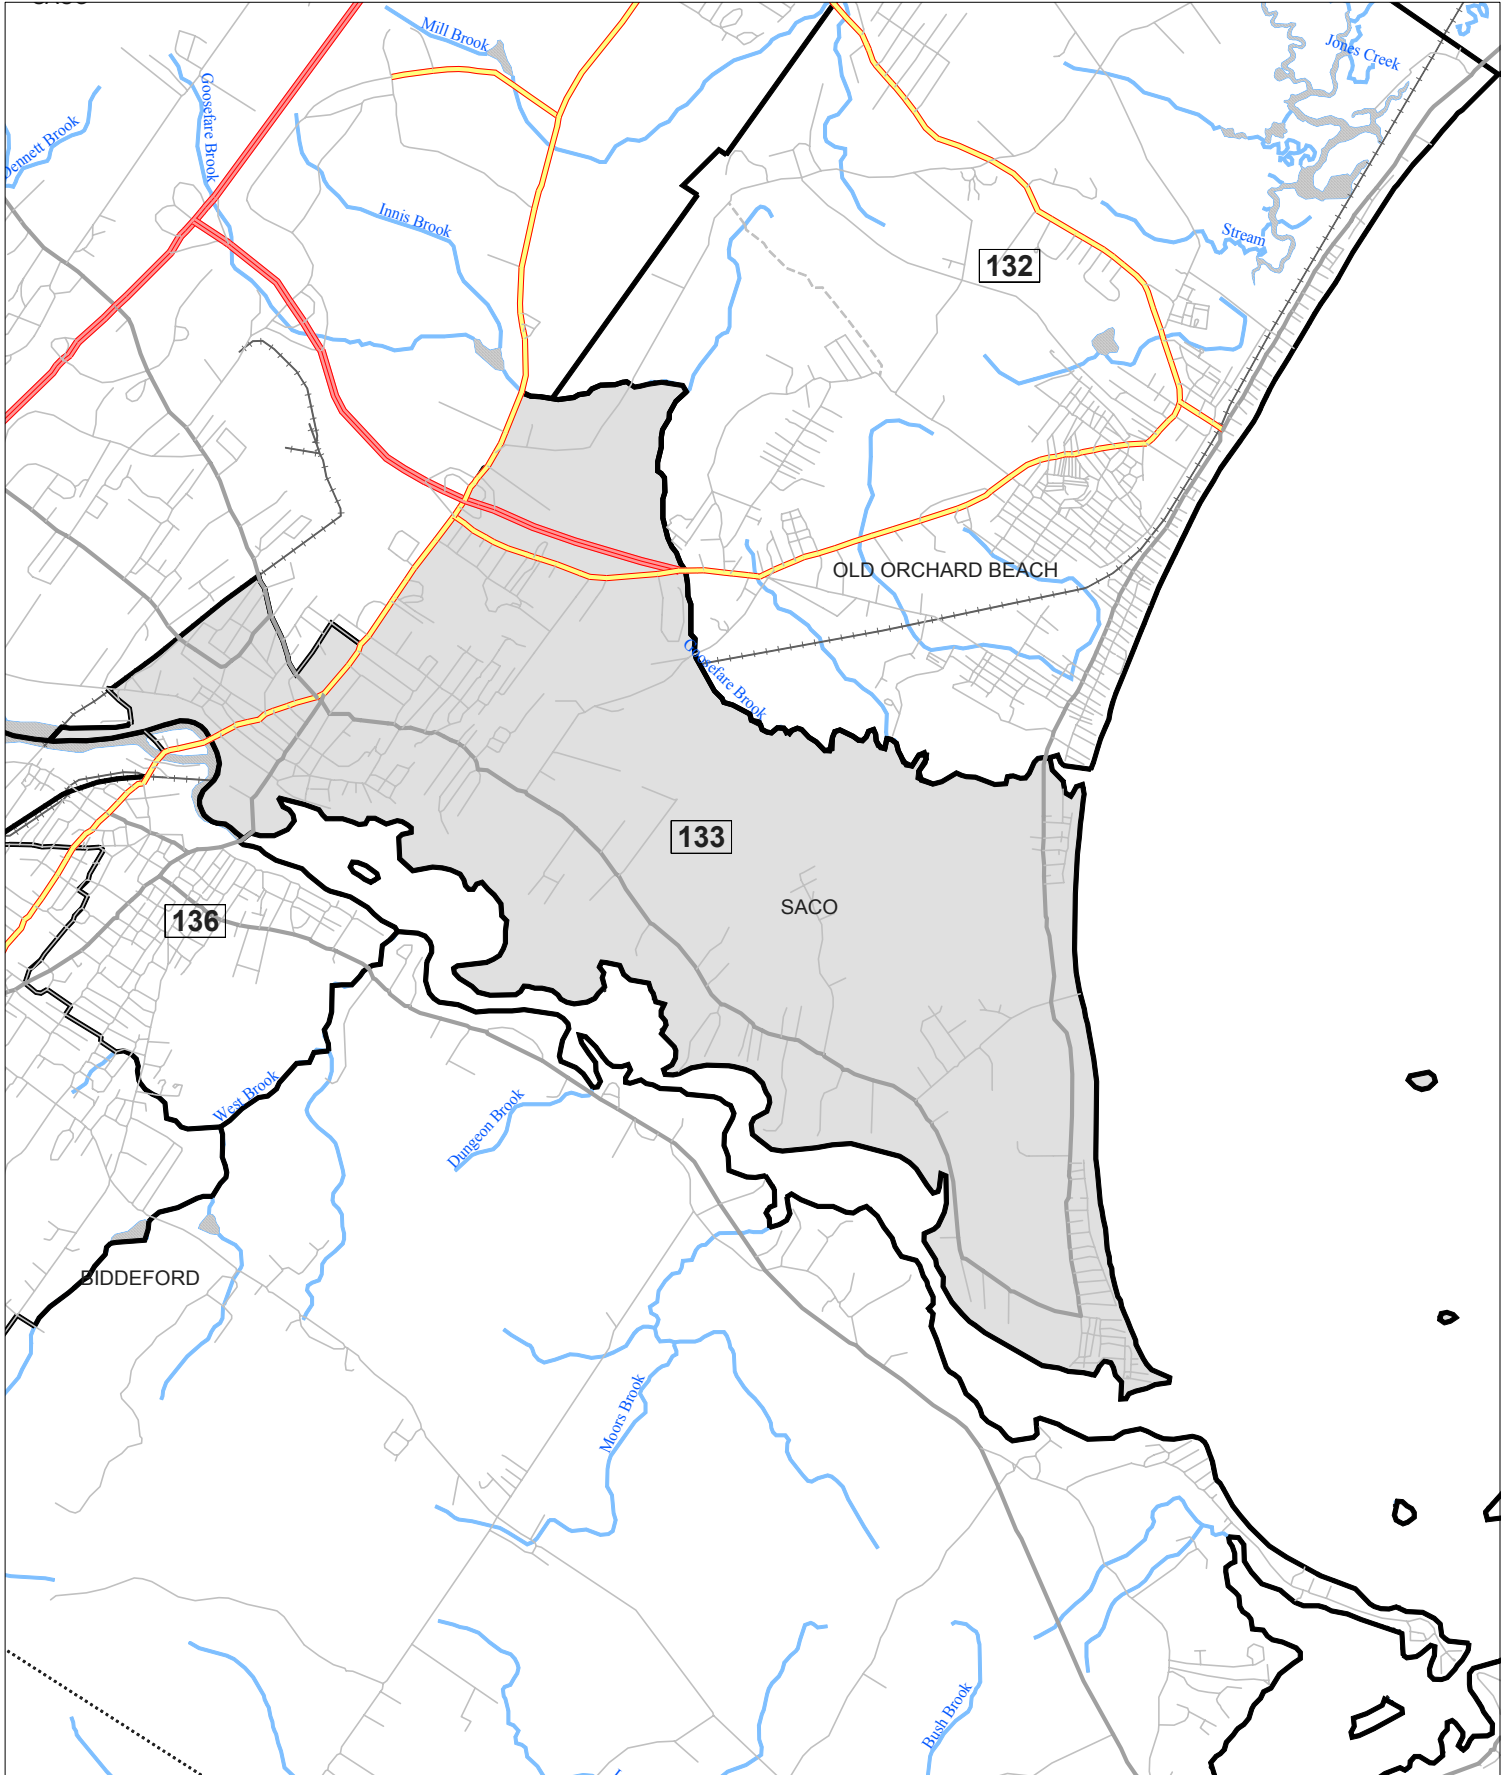 Mill Brook
Jones Creek
Goosefare Brook
Dennett Brook
Innis Brook
Stream
132
OLD ORCHARD BEACH
Goosefare Brook
133
SACO
136
West Brook
Dungeon Brook
BIDDEFORD
Moors Brook
Bush Brook